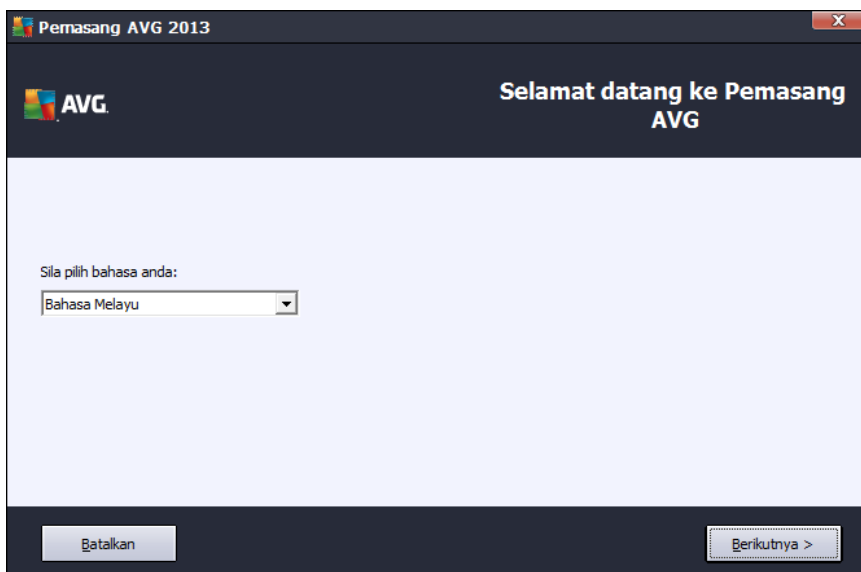 Pemasang AVG 2013
AVG.
Selamat datang ke Pemasang
AVG
Sila pilih bahasa anda:
Bahasa Melayu
Batalkan
Berikutnya >